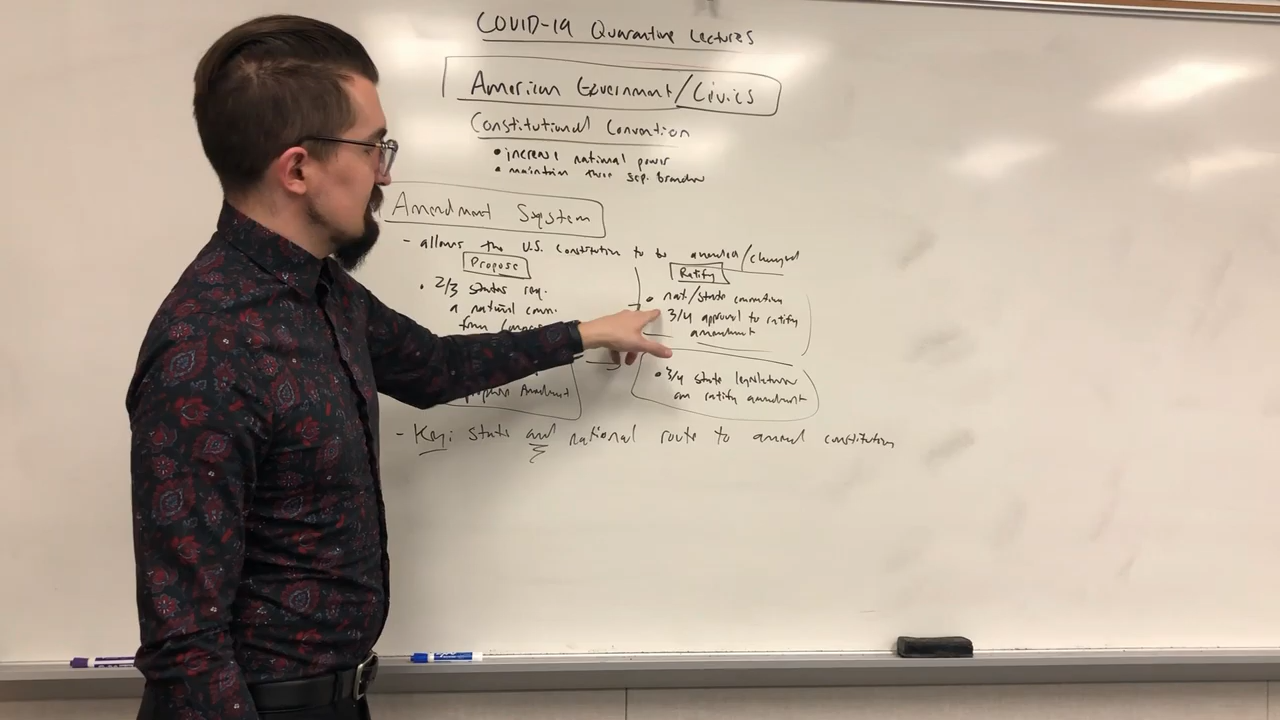 COVID-19 Quarantine Lectures
American Government/Civics
Constitutional Convention
• increase national power
• maintain three sep. branches
Amendment Sysstem
- allows the U.S. Constitution to be amended/changed
Propose
• 2/3 states req.
a national conv.
from Congress
Amendment
Ratify
• nat./state convention
3/4 approval to ratify
amendment
• 3/4 state legislatures
can ratify amendment
- Key: state and national route to amend constitution